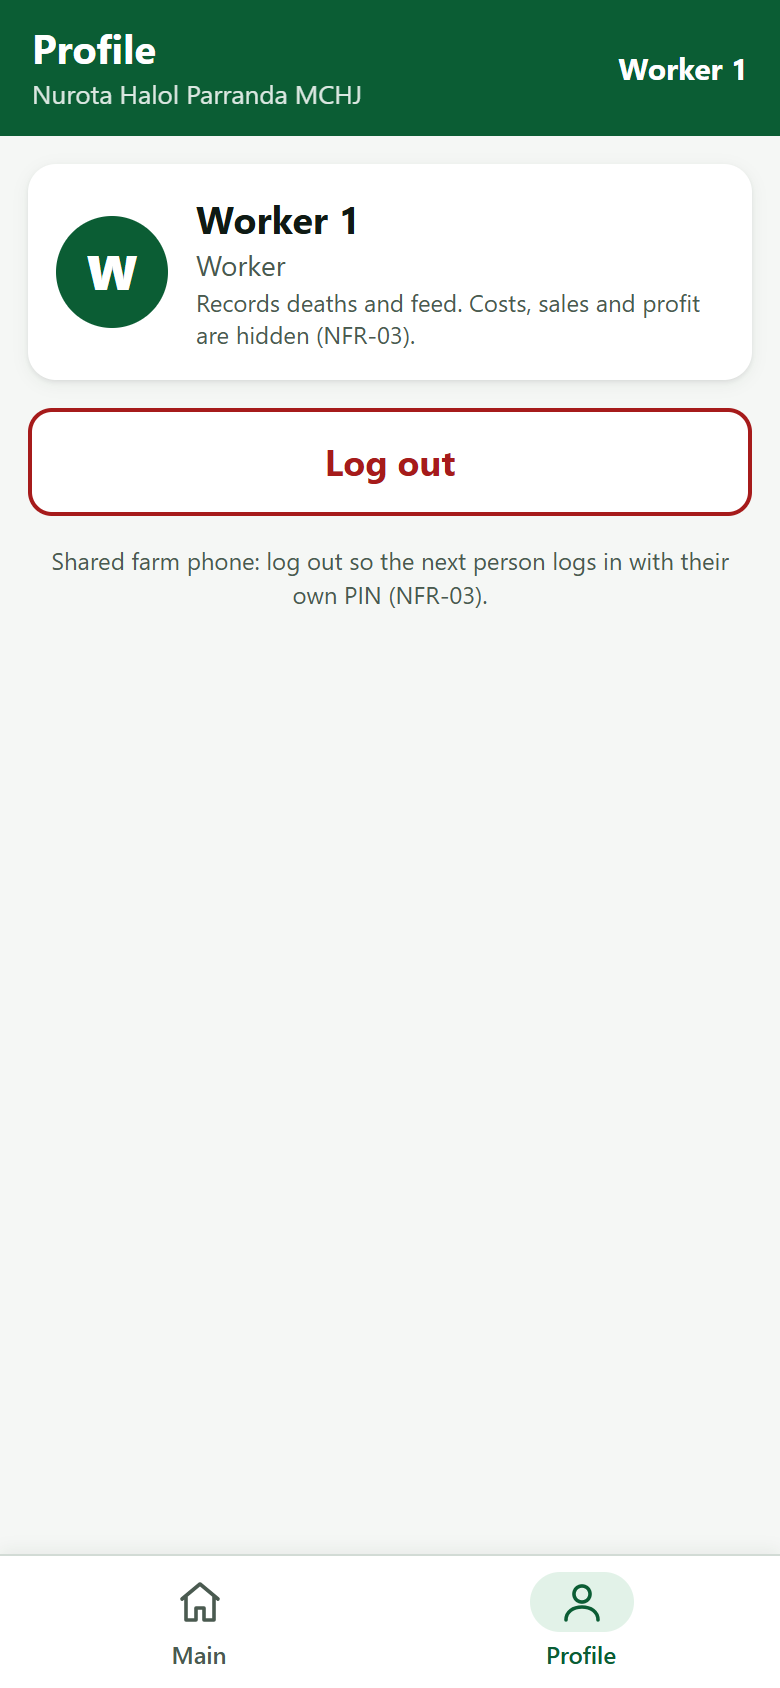 Profile
Nurota Halol Parranda MCHJ
Worker 1
W
Worker 1
Worker
Records deaths and feed. Costs, sales and profit
are hidden (NFR-03).
Log out
Shared farm phone: log out so the next person logs in with their
own PIN (NFR-03).
Main
Profile